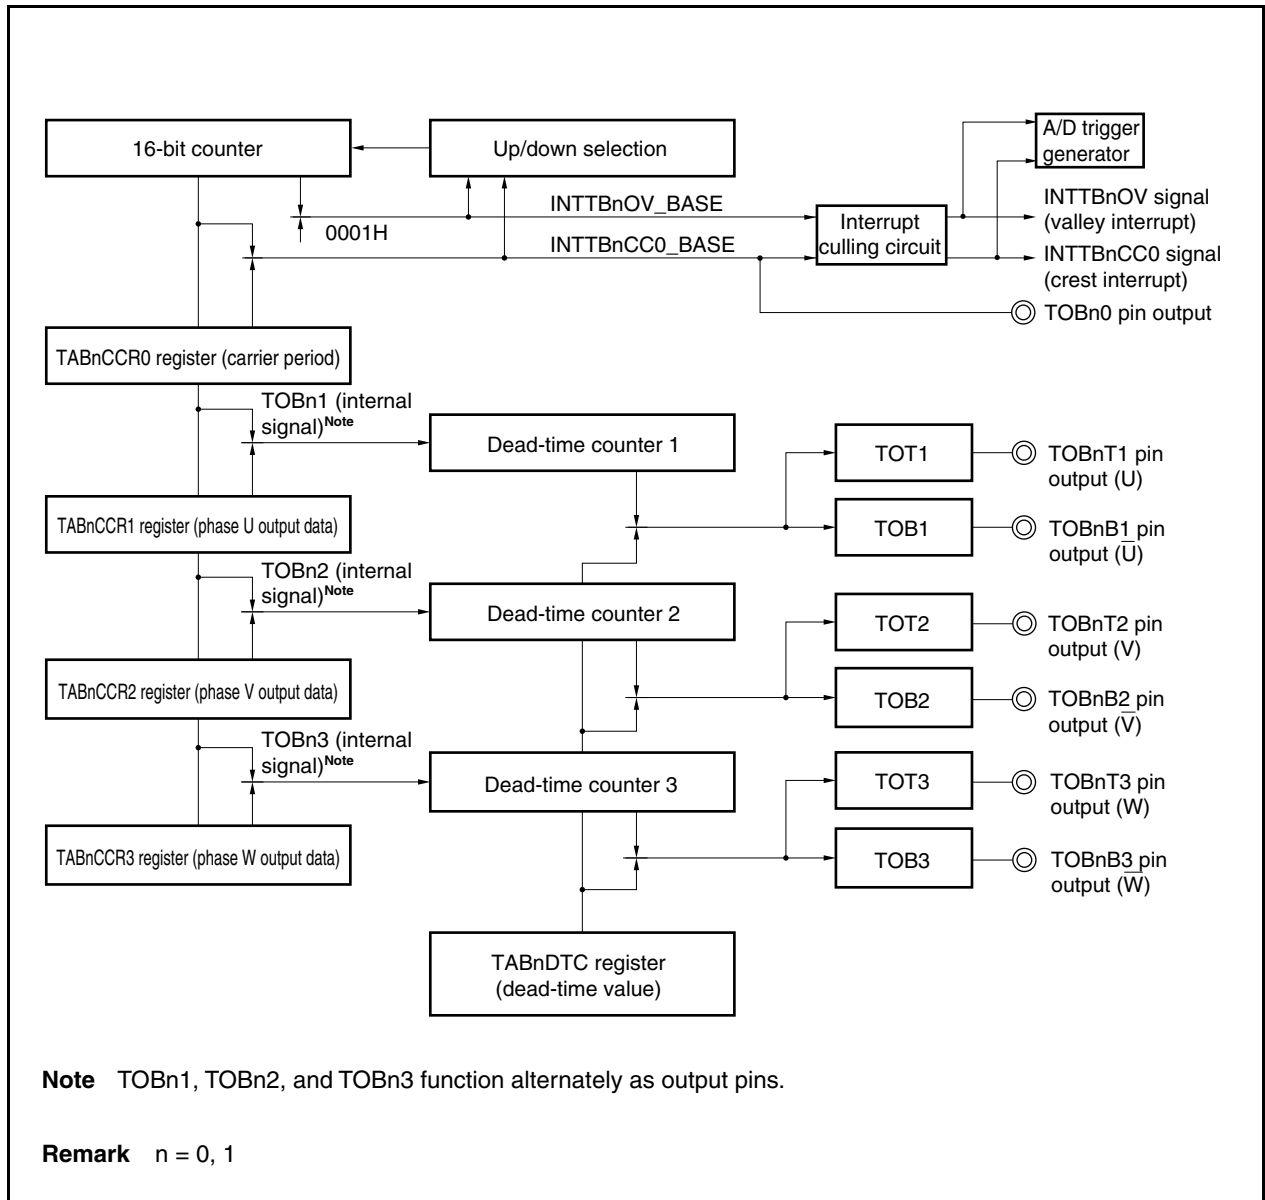 16-bit counter
Up/down selection
A/D trigger
generator
0001H
INTTBnOV_BASE
INTTBnCC0_BASE
Interrupt
culling circuit
INTTBnOV signal
(valley interrupt)
INTTBnCC0 signal
(crest interrupt)
TOBn0 pin output
TABnCCR0 register (carrier period)
TOBn1 (internal
signal)Note
Dead-time counter 1
TOT1
TOBnT1 pin
output (U)
TABnCCR1 register (phase U output data)
TOB1
TOBnB1 pin
output (U̅)
TOBn2 (internal
signal)Note
Dead-time counter 2
TOT2
TOBnT2 pin
output (V)
TABnCCR2 register (phase V output data)
TOB2
TOBnB2 pin
output (V̅)
TOBn3 (internal
signal)Note
Dead-time counter 3
TOT3
TOBnT3 pin
output (W)
TABnCCR3 register (phase W output data)
TOB3
TOBnB3 pin
output (W̅)
TABnDTC register
(dead-time value)
Note TOBn1, TOBn2, and TOBn3 function alternately as output pins.
Remark n = 0, 1